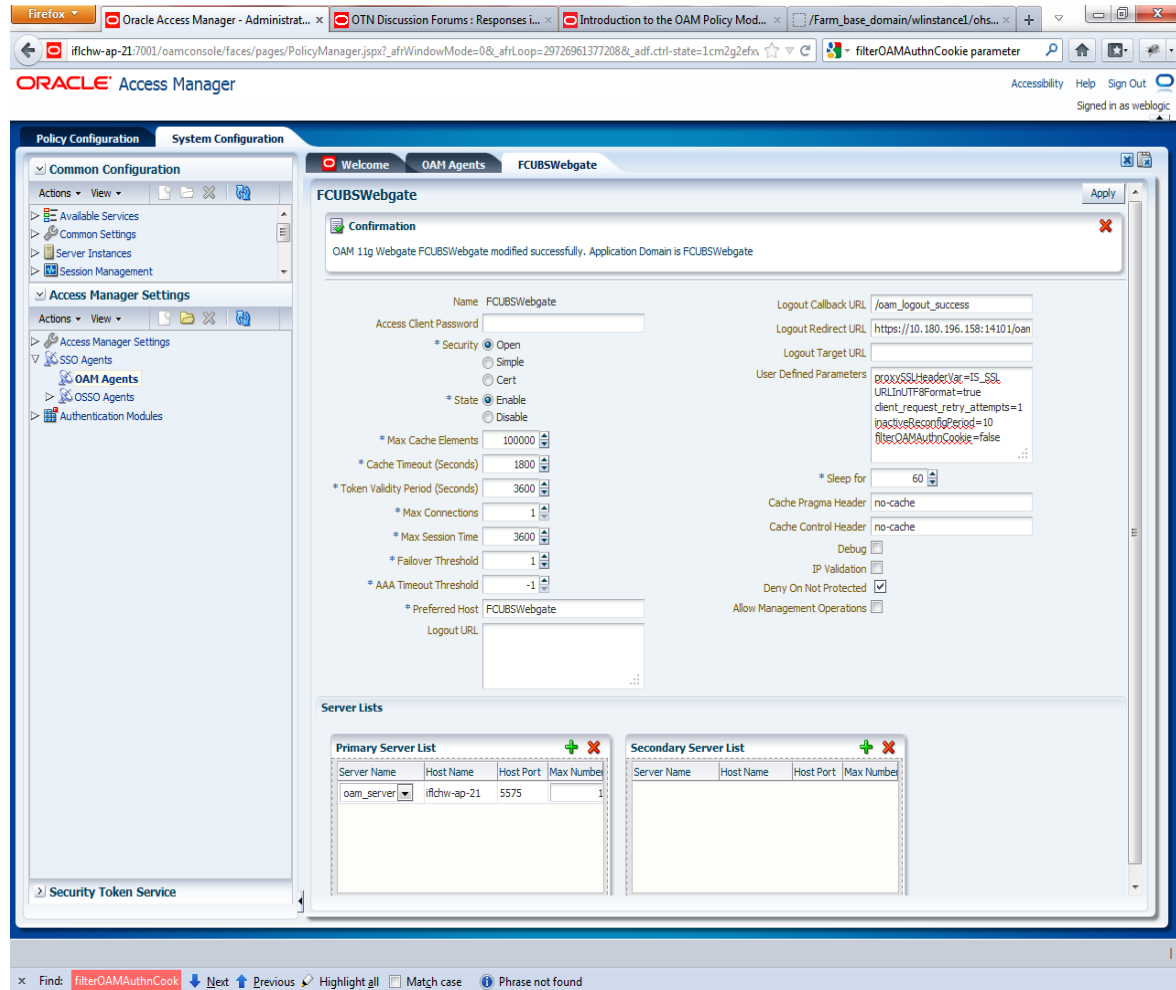 Firefox
Oracle Access Manager - Administrat... ×
OTN Discussion Forums : Responses i... ×
Introduction to the OAM Policy Mod... ×
/Farm_base_domain/wlinstance1/ohs... ×
iflchw-ap-21:7001/oamconsole/faces/pages/PolicyManager.jspx?_afrWindowMode=0&_afrLoop=29726961377208&_adf.ctrl-state=1cm2g2efx
filterOAMAuthnCookie parameter
ORACLE Access Manager
Accessibility Help Sign Out
Signed in as weblogic
Policy Configuration System Configuration
Common Configuration
Actions View
Available Services
Common Settings
Server Instances
Session Management
Access Manager Settings
Actions View
Access Manager Settings
SSO Agents
OAM Agents
OSSO Agents
Authentication Modules
Security Token Service
Welcome OAM Agents FCUBSWebgate
FCUBSWebgate Apply
Confirmation
OAM 11g Webgate FCUBSWebgate modified successfully. Application Domain is FCUBSWebgate
Name FCUBSWebgate
Access Client Password
* Security Open
Simple
Cert
* State Enable
Disable
* Max Cache Elements 100000
* Cache Timeout (Seconds) 1800
* Token Validity Period (Seconds) 3600
* Max Connections 1
* Max Session Time 3600
* Failover Threshold 1
* AAA Timeout Threshold -1
* Preferred Host FCUBSWebgate
Logout URL
Logout Callback URL /oam_logout_success
Logout Redirect URL https://10.180.196.158:14101/oan
Logout Target URL
User Defined Parameters proxySSLHeaderVar=IS_SSL
URLInUTF8Format=true
client_request_retry_attempts=1
inactiveReconfigPeriod=10
filterOAMAuthnCookie=false
* Sleep for 60
Cache Pragma Header no-cache
Cache Control Header no-cache
Debug
IP Validation
Deny On Not Protected
Allow Management Operations
Server Lists
Primary Server List
Server Name Host Name Host Port Max Number
oam_server iflchw-ap-21 5575 1
Secondary Server List
Server Name Host Name Host Port Max Number
× Find: filterOAMAuthnCook Next Previous Highlight all Match case Phrase not found